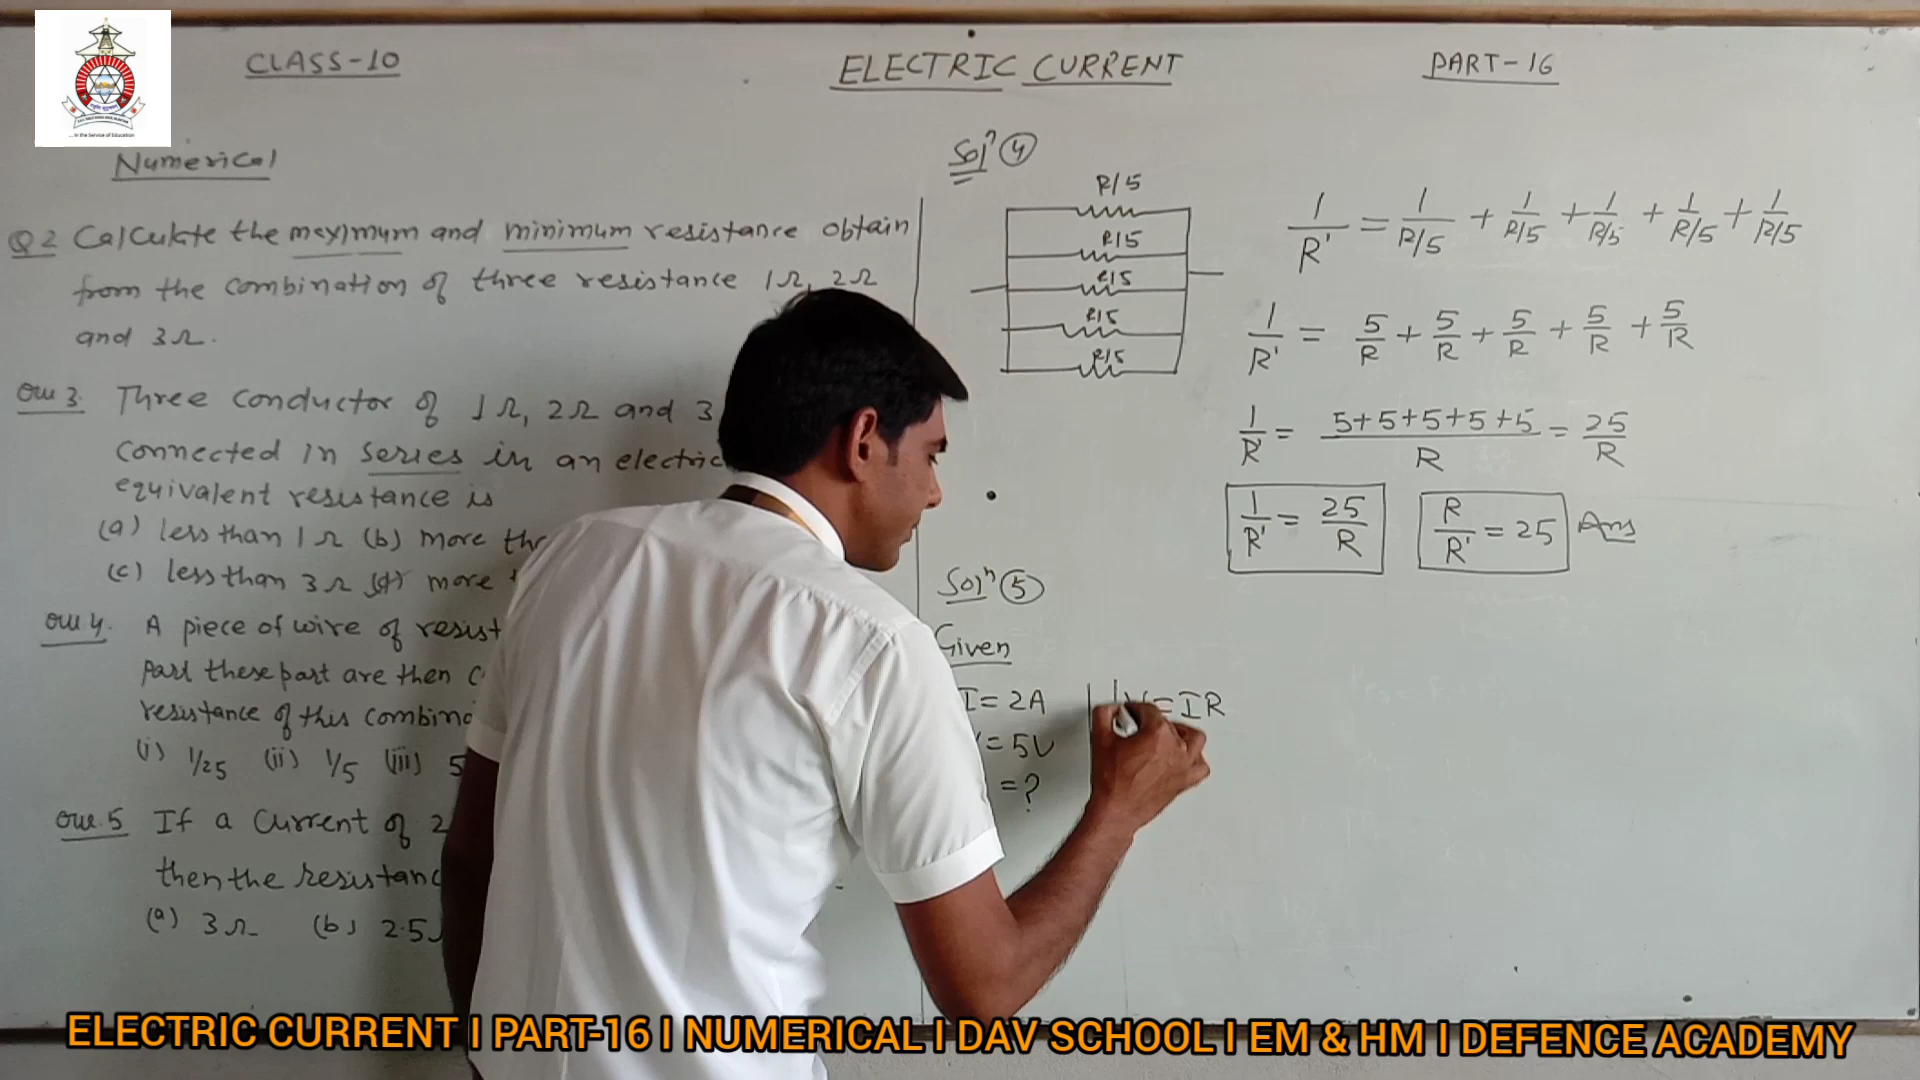 CLASS-10
ELECTRIC CURRENT
PART-16
Numerical
Q2 Calculate the maximum and minimum resistance obtain
from the combination of three resistance 1Ω, 2Ω
and 3Ω.
Que 3. Three conductor of 1Ω, 2Ω and 3
connected in series in an electric
equivalent resistance is
(a) less than 1Ω (b) more
(c) less than 3Ω (d) more
Que 4. A piece of wire of
part these part are then
resistance of this
(i) 1/25 (ii) 1/5 (iii) 5
Que.5 If a current of 2
then the
(a) 3Ω (b) 2.5
Solⁿ 4
R/5
R/5
R/5
R/5
R/5
1/R' = 1/R/5 + 1/R/5 + 1/R/5 + 1/R/5 + 1/R/5
1/R' = 5/R + 5/R + 5/R + 5/R + 5/R
1/R' = 5+5+5+5+5/R = 25/R
1/R' = 25/R R/R' = 25 Ans
Solⁿ 5
Given
I = 2A
= 5V
= ?
= IR
... In the Service of Education
ELECTRIC CURRENT I PART-16 I NUMERICAL I DAV SCHOOL I EM & HM I DEFENCE ACADEMY